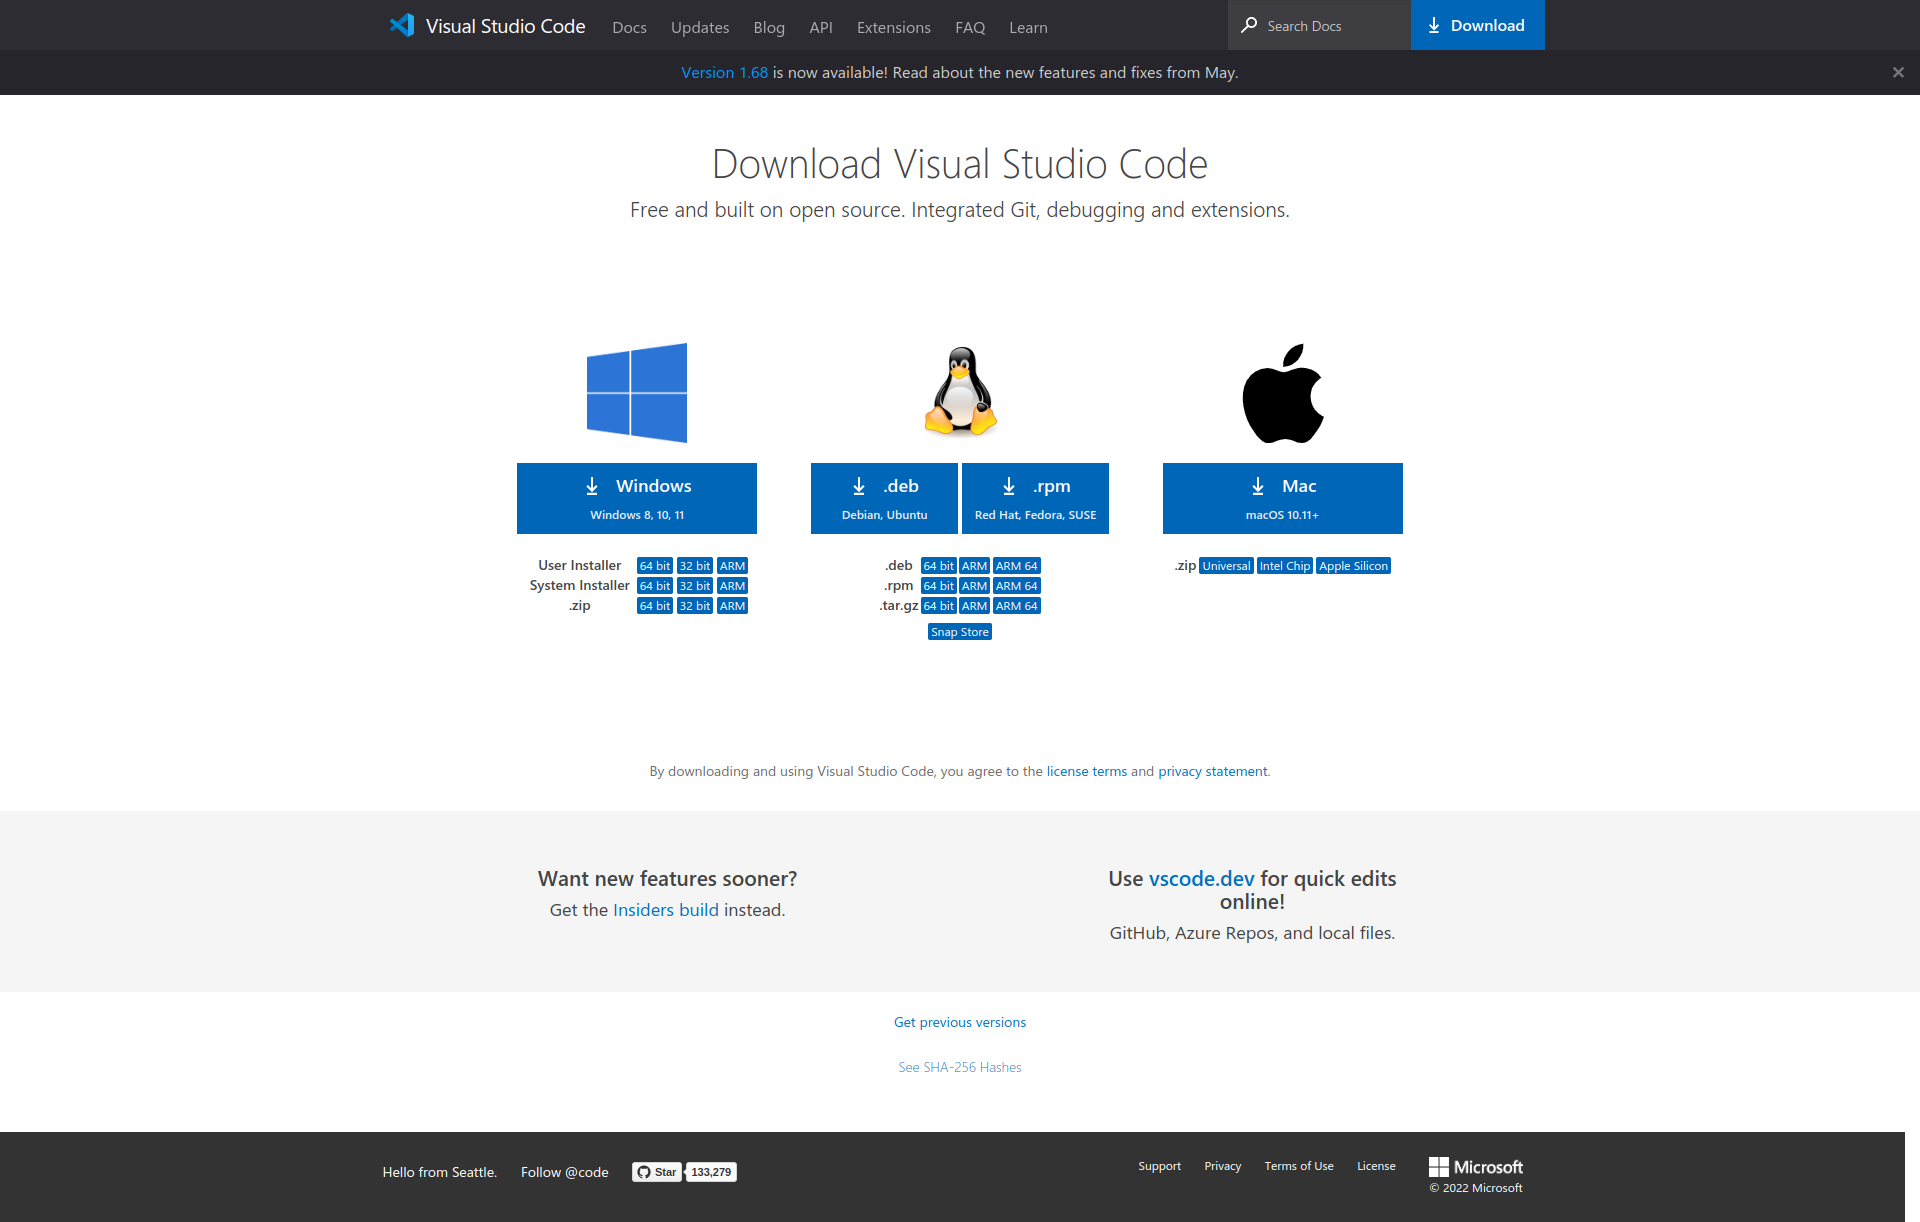 Visual Studio Code Docs Updates Blog API Extensions FAQ Learn Search Docs Download
Version 1.68 is now available! Read about the new features and fixes from May.
Download Visual Studio Code
Free and built on open source. Integrated Git, debugging and extensions.
Windows
Windows 8, 10, 11
User Installer 64 bit 32 bit ARM
System Installer 64 bit 32 bit ARM
.zip 64 bit 32 bit ARM
.deb
Debian, Ubuntu
.rpm
Red Hat, Fedora, SUSE
.deb 64 bit ARM ARM 64
.rpm 64 bit ARM ARM 64
.tar.gz 64 bit ARM ARM 64
Snap Store
Mac
macOS 10.11+
.zip Universal Intel Chip Apple Silicon
By downloading and using Visual Studio Code, you agree to the license terms and privacy statement.
Want new features sooner?
Get the Insiders build instead.
Use vscode.dev for quick edits
online!
GitHub, Azure Repos, and local files.
Get previous versions
See SHA-256 Hashes
Hello from Seattle. Follow @code Star 133,279
Support Privacy Terms of Use License Microsoft
© 2022 Microsoft